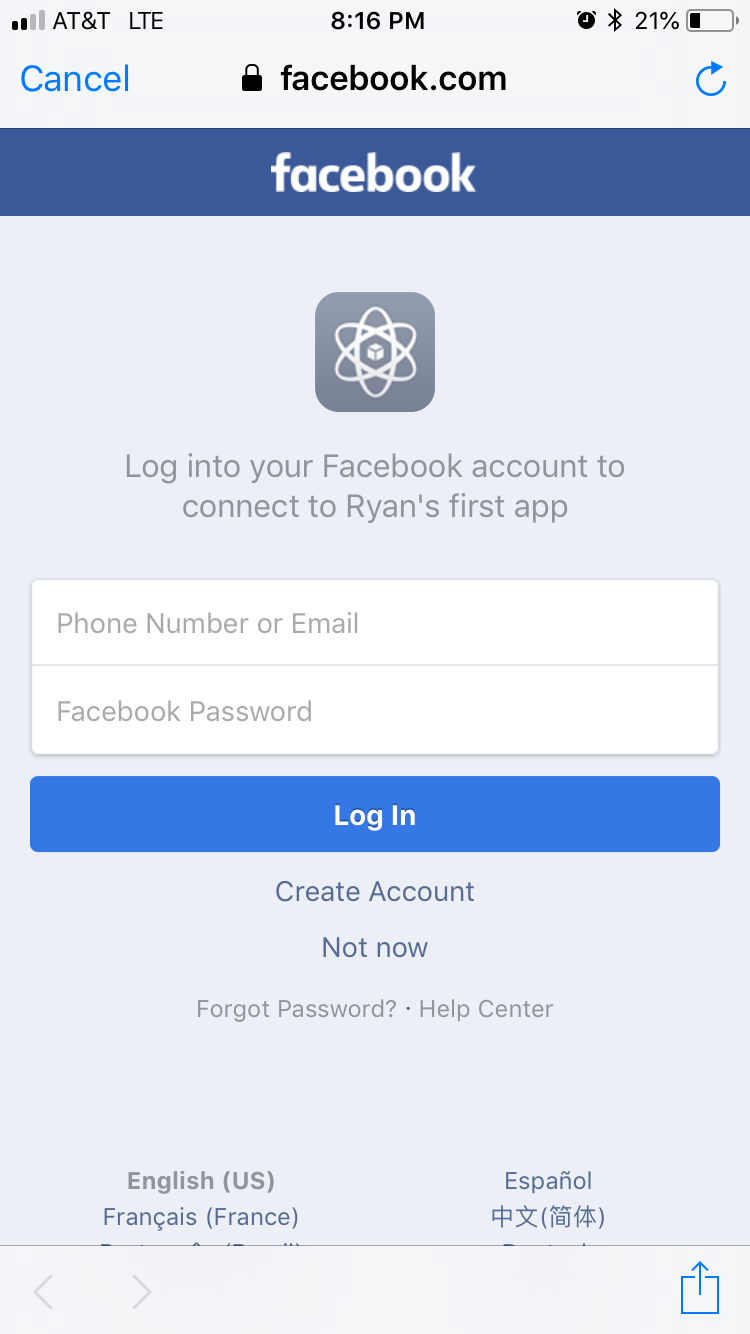 AT&T LTE 8:16 PM 21%
Cancel facebook.com
facebook
Log into your Facebook account to
connect to Ryan's first app
Phone Number or Email
Facebook Password
Log In
Create Account
Not now
Forgot Password? · Help Center
English (US) Español
Français (France) 中文(简体)